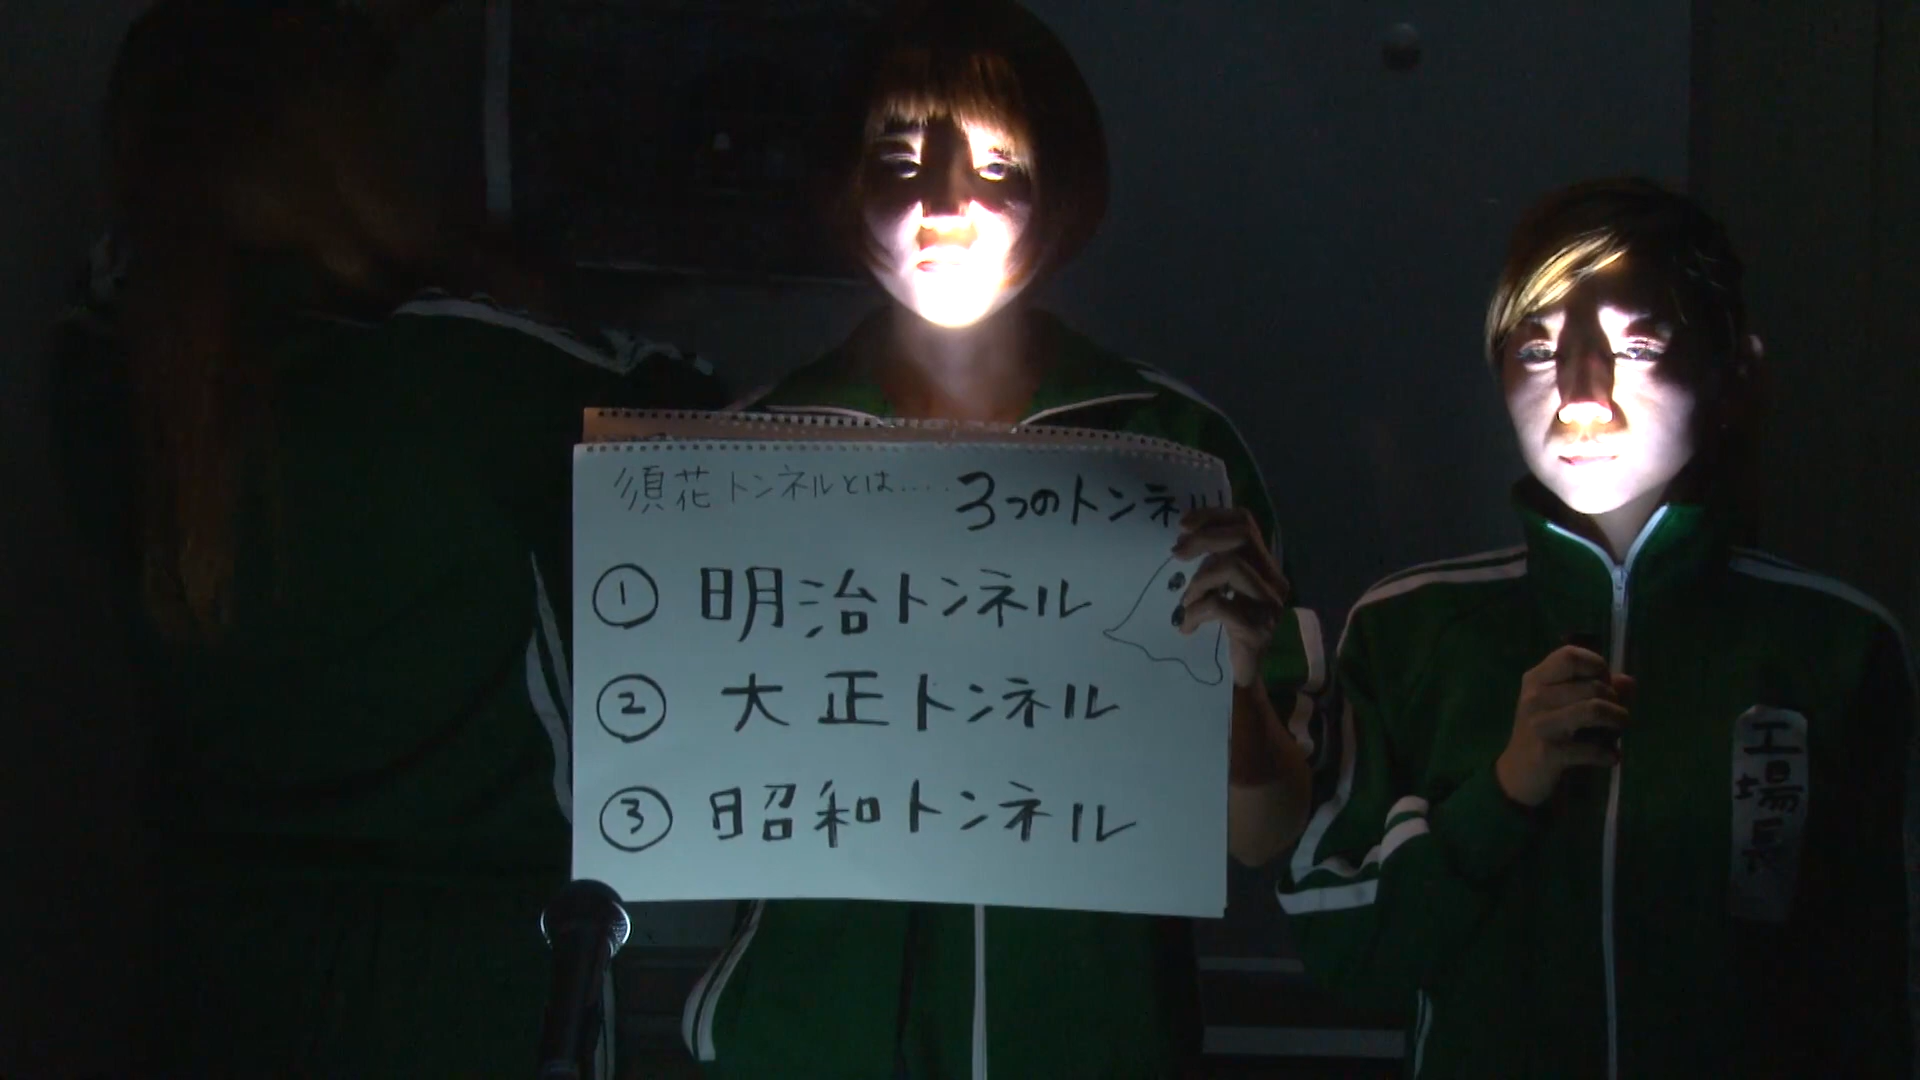 須花トンネルとは....
3つのトンネル
① 明治トンネル
② 大正トンネル
③ 昭和トンネル
工場長